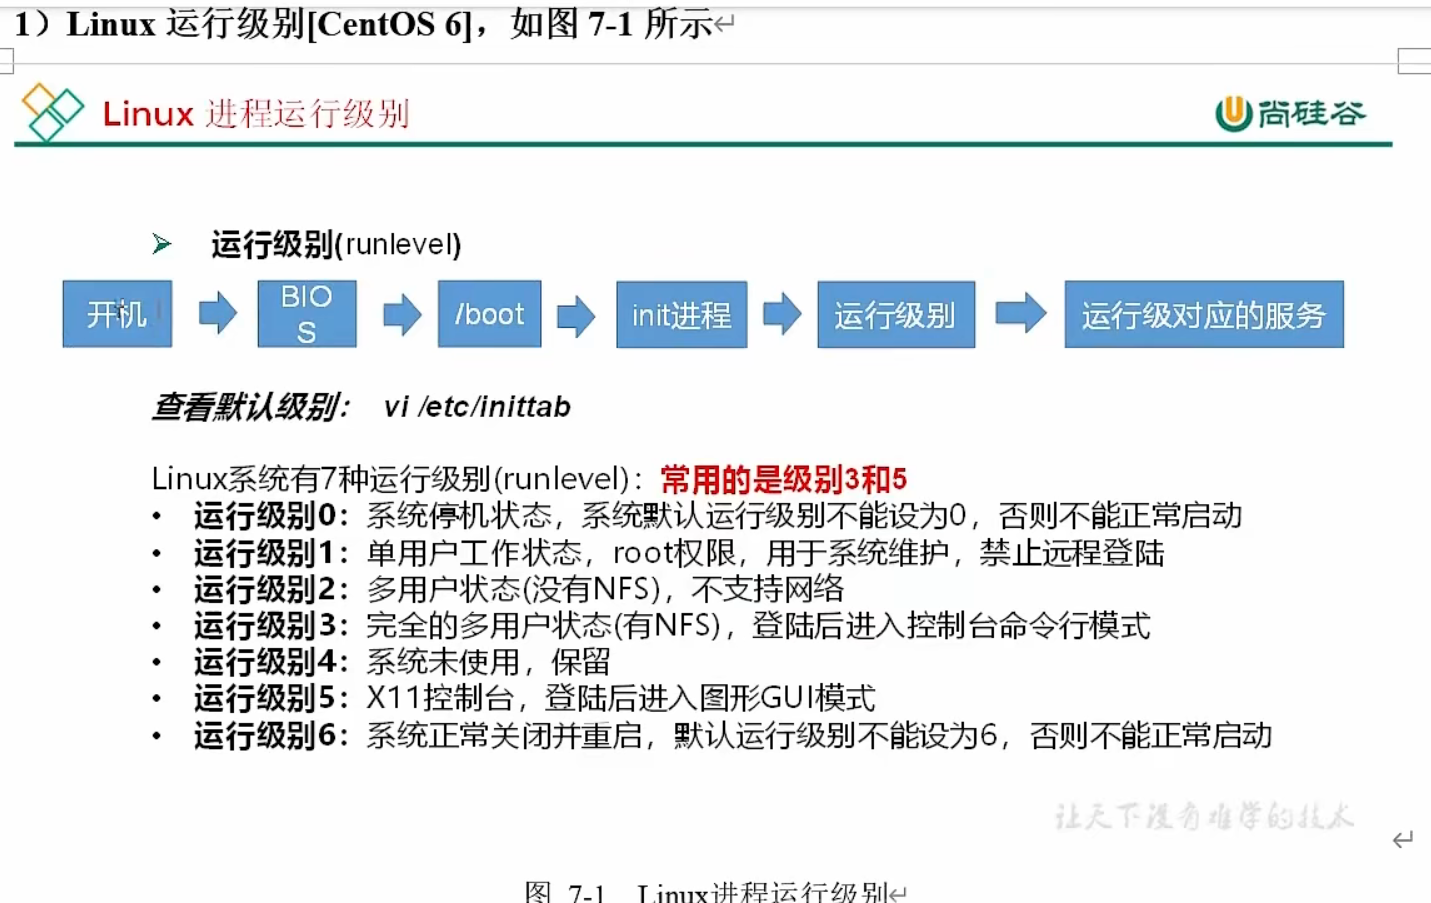 1）Linux 运行级别[CentOS 6]，如图 7-1 所示
Linux 进程运行级别
尚硅谷
运行级别(runlevel)
开机
BIO
S
/boot
init进程
运行级别
运行级对应的服务
查看默认级别： vi /etc/inittab
Linux系统有7种运行级别(runlevel)：常用的是级别3和5
• 运行级别0：系统停机状态，系统默认运行级别不能设为0，否则不能正常启动
• 运行级别1：单用户工作状态，root权限，用于系统维护，禁止远程登陆
• 运行级别2：多用户状态(没有NFS)，不支持网络
• 运行级别3：完全的多用户状态(有NFS)，登陆后进入控制台命令行模式
• 运行级别4：系统未使用，保留
• 运行级别5：X11控制台，登陆后进入图形GUI模式
• 运行级别6：系统正常关闭并重启，默认运行级别不能设为6，否则不能正常启动
让天下没有难学的技术
图 7-1 Linux进程运行级别